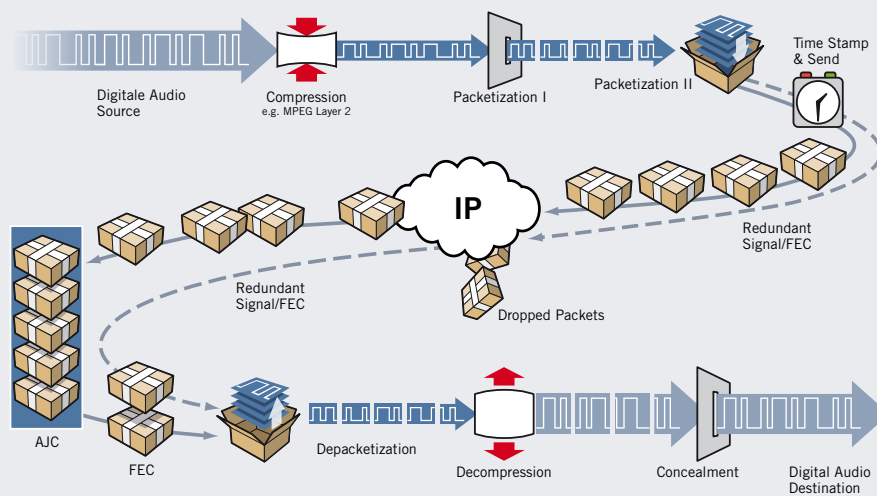 Digitale Audio
Source
Compression
e.g. MPEG Layer 2
Packetization I
Packetization II
Time Stamp
& Send
IP
Redundant
Signal/FEC
Redundant
Signal/FEC
Dropped Packets
AJC
FEC
Depacketization
Decompression
Concealment
Digital Audio
Destination